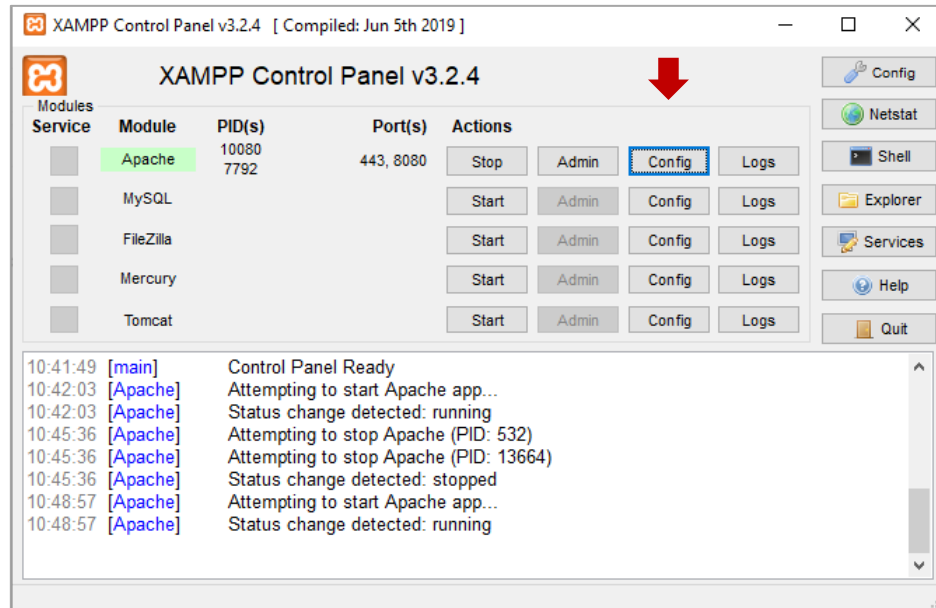 XAMPP Control Panel v3.2.4 [ Compiled: Jun 5th 2019 ]
XAMPP Control Panel v3.2.4
Config
Modules
Service Module PID(s) Port(s) Actions
Netstat
Apache 10080 7792 443, 8080 Stop Admin Config Logs
Shell
MySQL Start Admin Config Logs
Explorer
FileZilla Start Admin Config Logs
Services
Mercury Start Admin Config Logs
Help
Tomcat Start Admin Config Logs
Quit
10:41:49 [main] Control Panel Ready
10:42:03 [Apache] Attempting to start Apache app...
10:42:03 [Apache] Status change detected: running
10:45:36 [Apache] Attempting to stop Apache (PID: 532)
10:45:36 [Apache] Attempting to stop Apache (PID: 13664)
10:45:36 [Apache] Status change detected: stopped
10:48:57 [Apache] Attempting to start Apache app...
10:48:57 [Apache] Status change detected: running